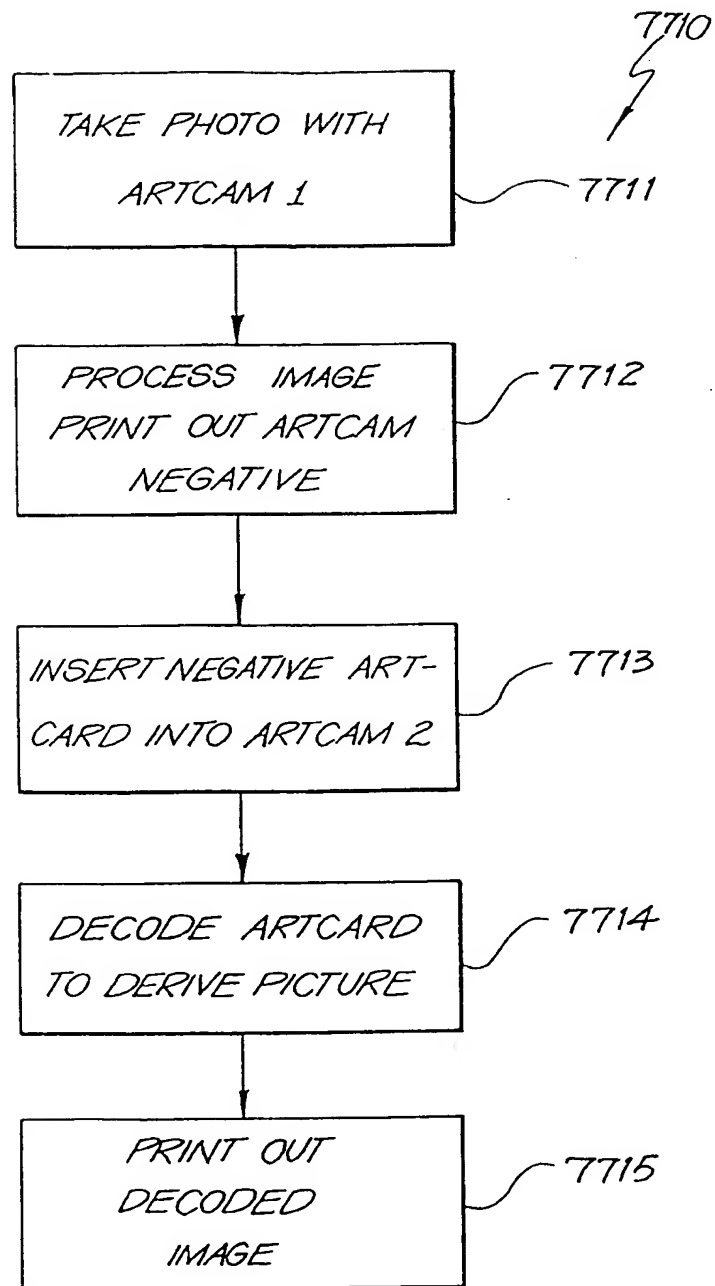 7710
TAKE PHOTO WITH
ARTCAM 1
7711
PROCESS IMAGE
PRINT OUT ARTCAM
NEGATIVE
7712
INSERT NEGATIVE ART-
CARD INTO ARTCAM 2
7713
DECODE ARTCARD
TO DERIVE PICTURE
7714
PRINT OUT
DECODED
IMAGE
7715